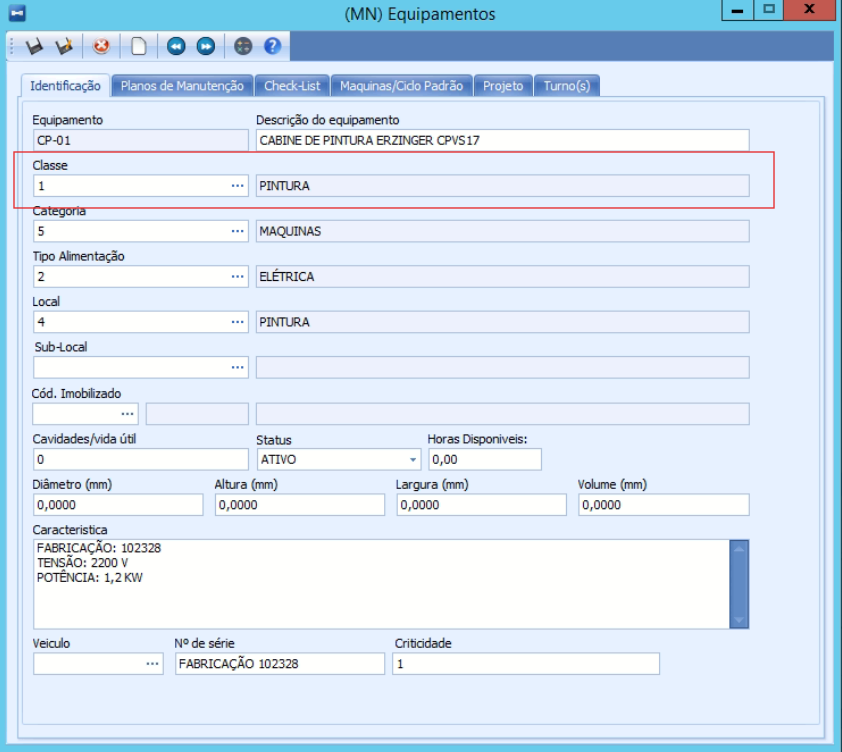 (MN) Equipamentos
Identificação Planos de Manutenção Check-List Maquinas/Ciclo Padrão Projeto Turno(s)
Equipamento Descrição do equipamento
CP-01 CABINE DE PINTURA ERZINGER CPVS17
Classe
1 ... PINTURA
Categoria
5 ... MAQUINAS
Tipo Alimentação
2 ... ELÉTRICA
Local
4 ... PINTURA
Sub-Local
...
Cód. Imobilizado
...
Cavidades/vida útil Status Horas Disponiveis:
0 ATIVO 0,00
Diâmetro (mm) Altura (mm) Largura (mm) Volume (mm)
0,0000 0,0000 0,0000 0,0000
Caracteristica
FABRICAÇÃO: 102328
TENSÃO: 2200 V
POTÊNCIA: 1,2 KW
Veiculo Nº de série Criticidade
... FABRICAÇÃO 102328 1